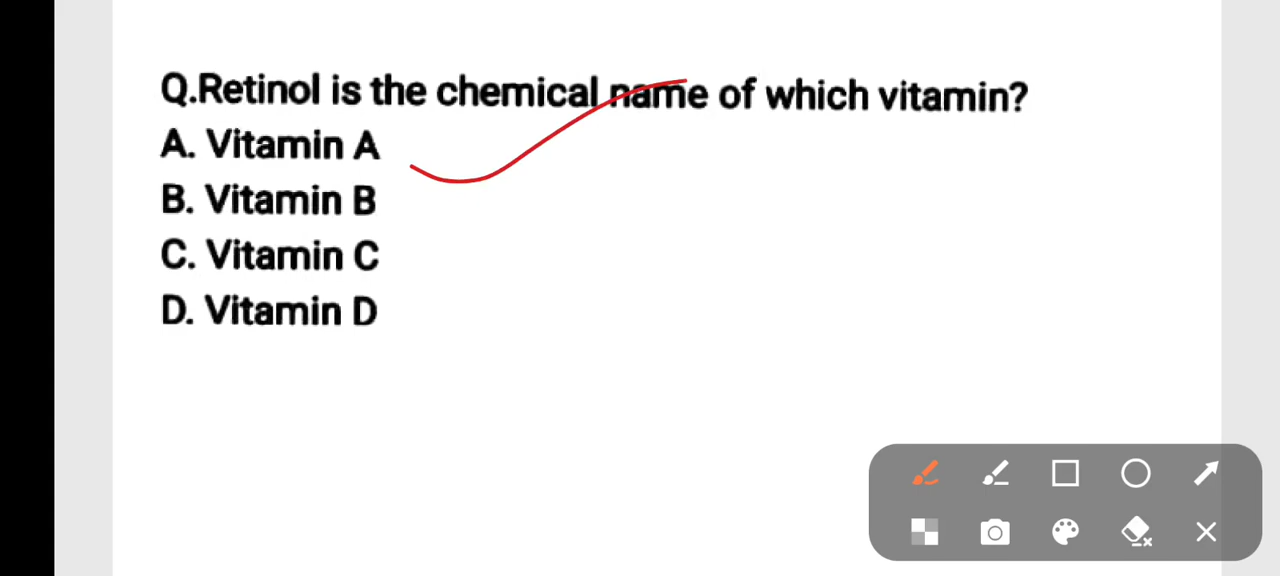 Q.Retinol is the chemical name of which vitamin?
A. Vitamin A
B. Vitamin B
C. Vitamin C
D. Vitamin D